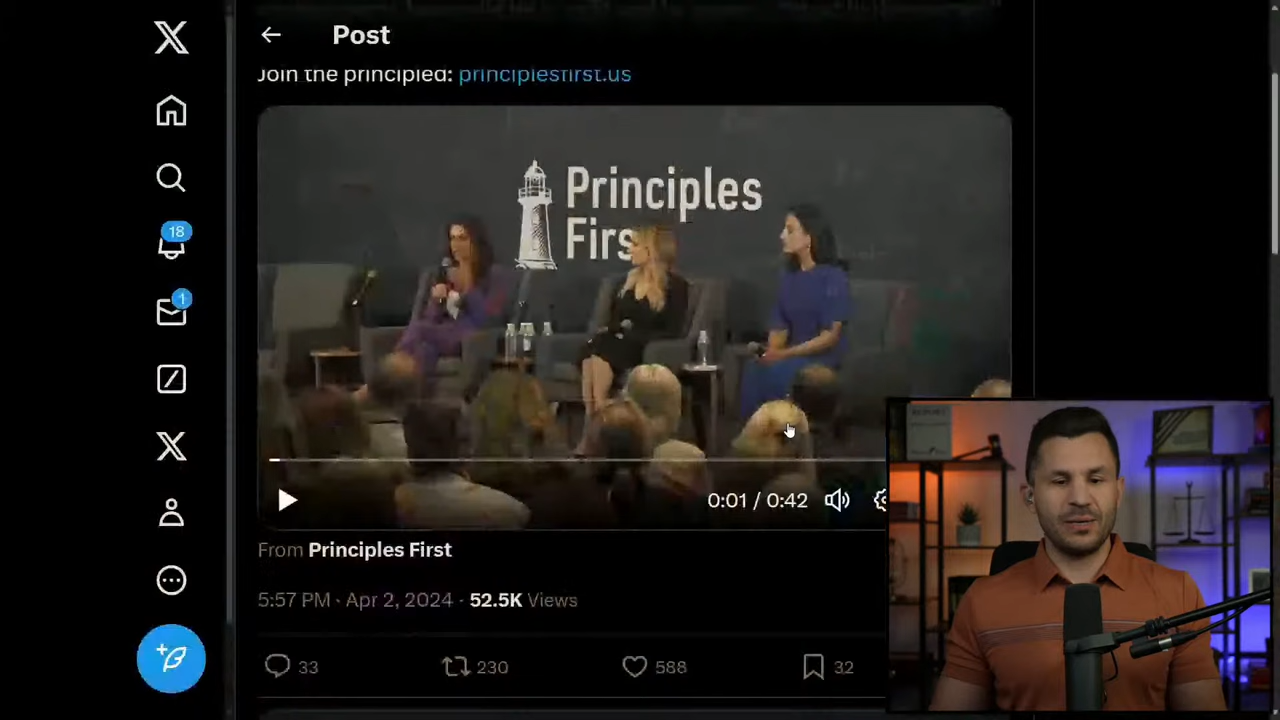 Post
Join the principled: principlesfirst.us
Principles
Firs
18
1
0:01 / 0:42
From Principles First
5:57 PM · Apr 2, 2024 · 52.5K Views
33 230 588 32